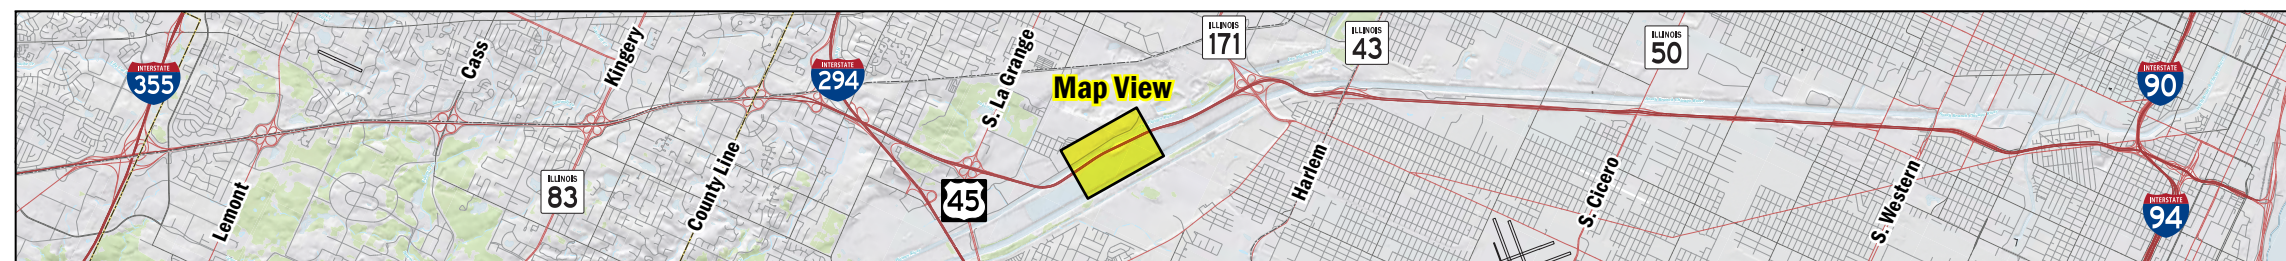 INTERSTATE
355
Lemont
Cass
ILLINOIS
83
Kingery
County Line
INTERSTATE
294
US
45
S. La Grange
Map View
ILLINOIS
171
Harlem
ILLINOIS
43
S. Cicero
ILLINOIS
50
S. Western
INTERSTATE
90
INTERSTATE
94